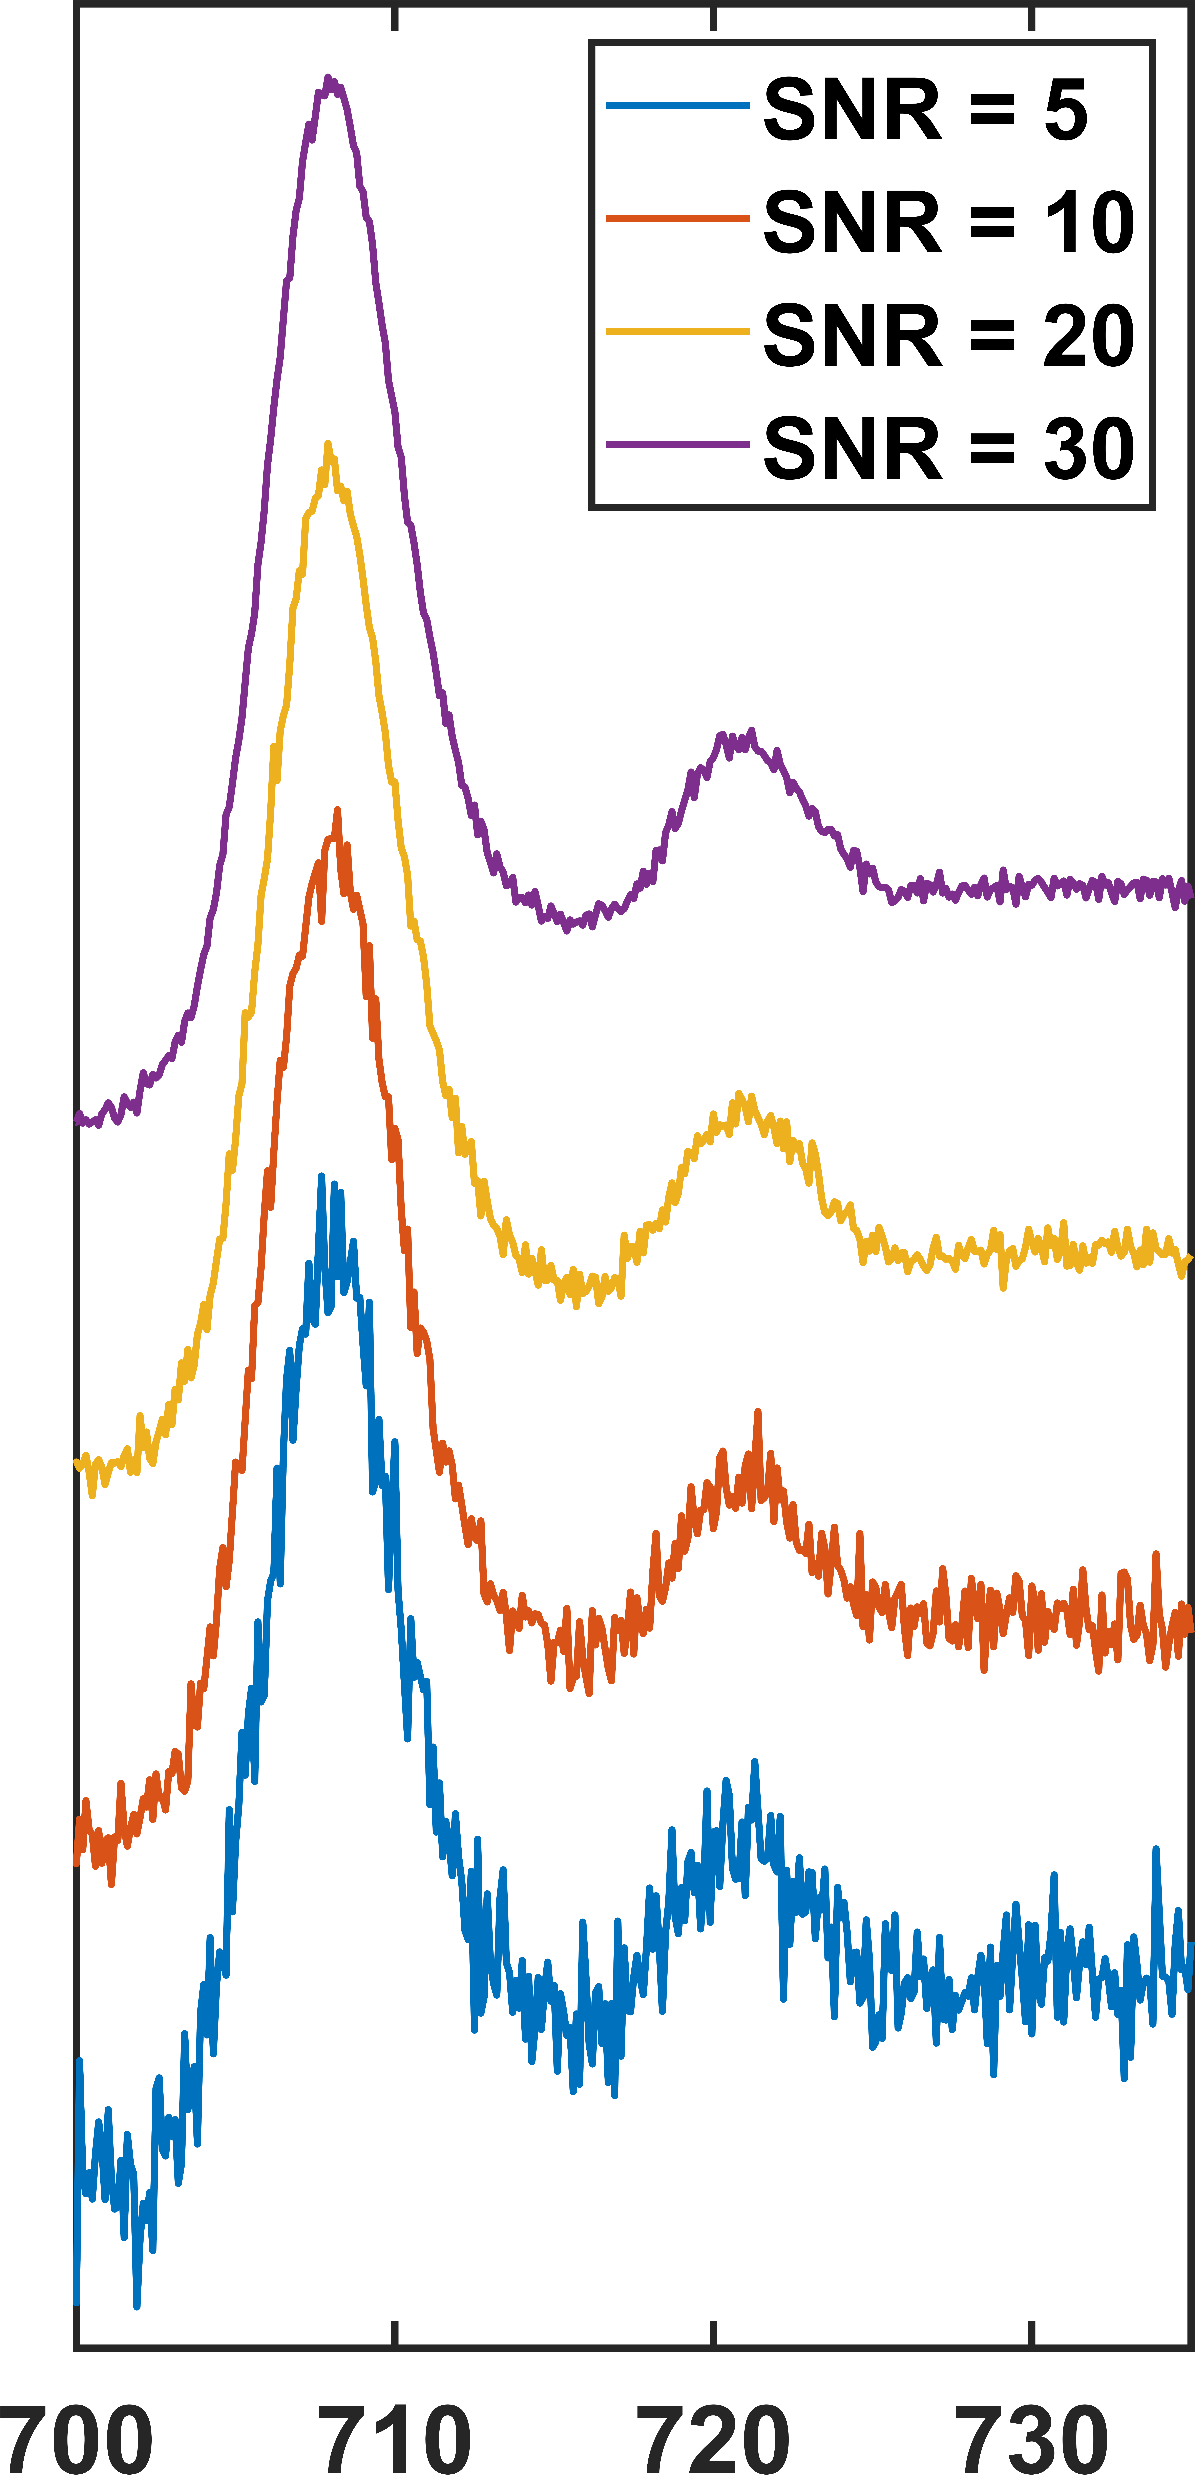 SNR = 5
SNR = 10
SNR = 20
SNR = 30
700 710 720 730